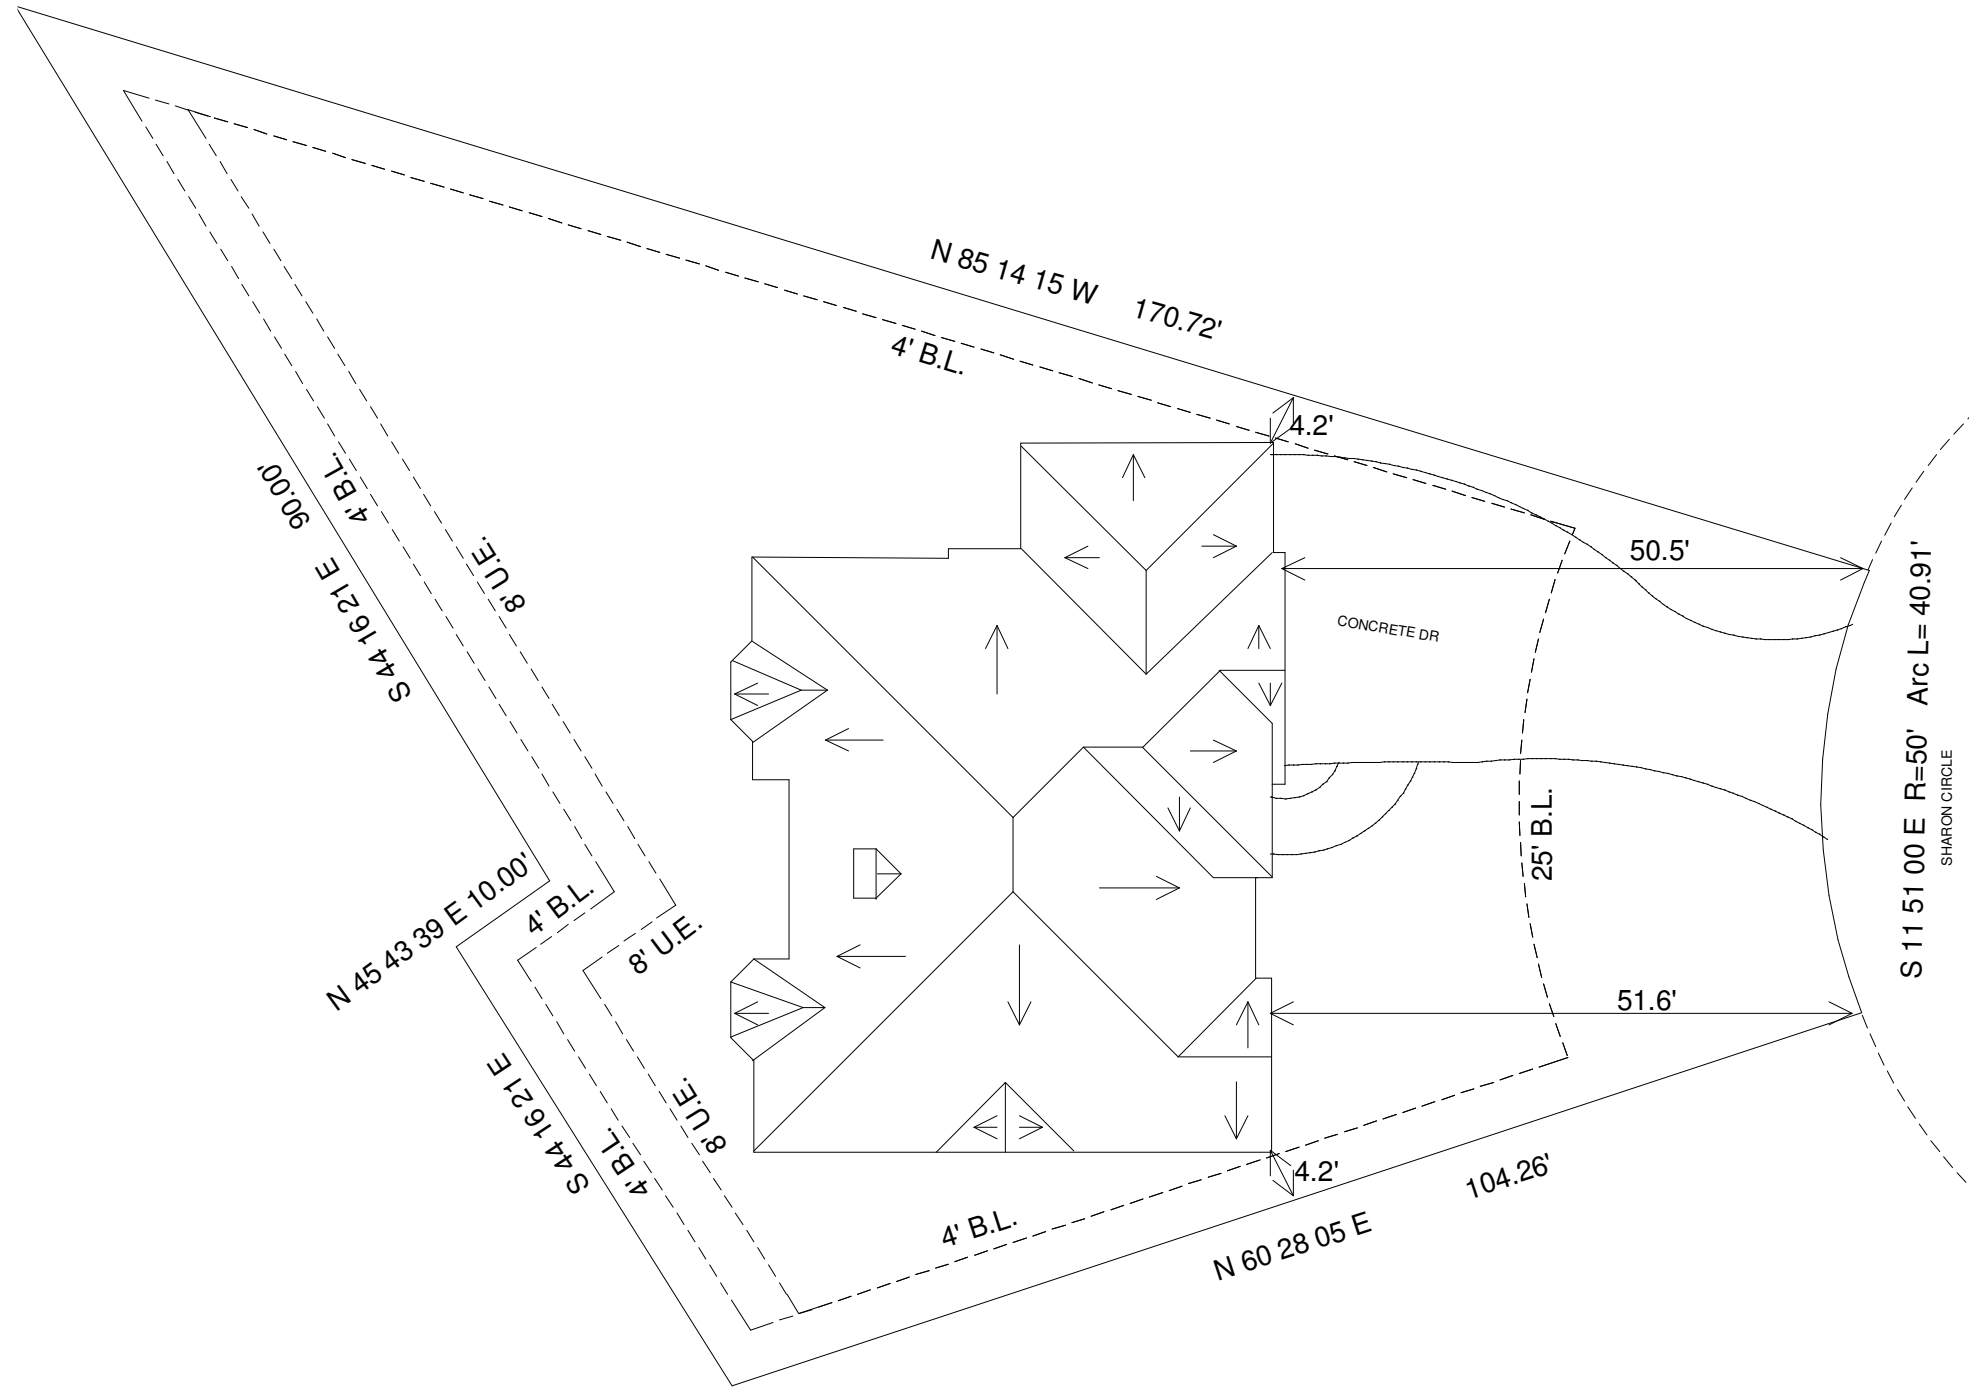 N 85 14 15 W 170.72'
4' B.L.
4.2'
90.00'
4' B.L.
S 44 16 21 E
8' U.E.
50.5'
CONCRETE DR
S 11 51 00 E R=50' Arc L= 40.91'
SHARON CIRCLE
25' B.L.
N 45 43 39 E 10.00'
4' B.L.
8' U.E.
51.6'
S 44 16 21 E
4' B.L.
8' U.E.
4.2'
104.26'
4' B.L.
N 60 28 05 E